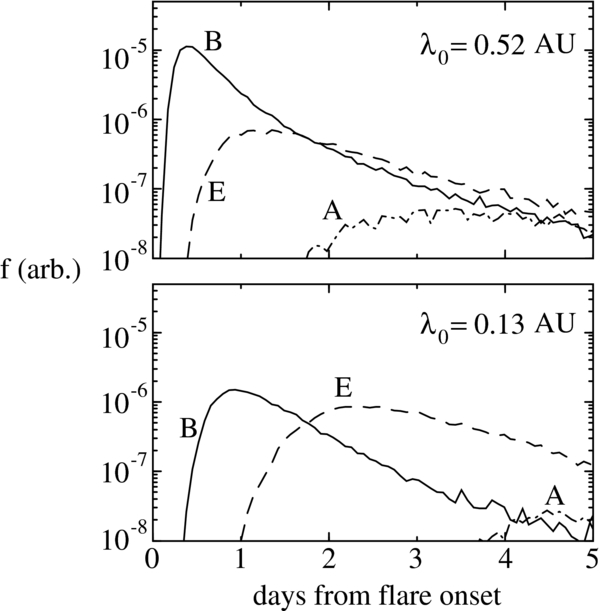 B
λ₀= 0.52 AU
10⁻⁵
10⁻⁶
E
10⁻⁷
A
10⁻⁸
f (arb.)
λ₀= 0.13 AU
10⁻⁵
E
10⁻⁶
B
10⁻⁷
A
10⁻⁸
0 1 2 3 4 5
days from flare onset